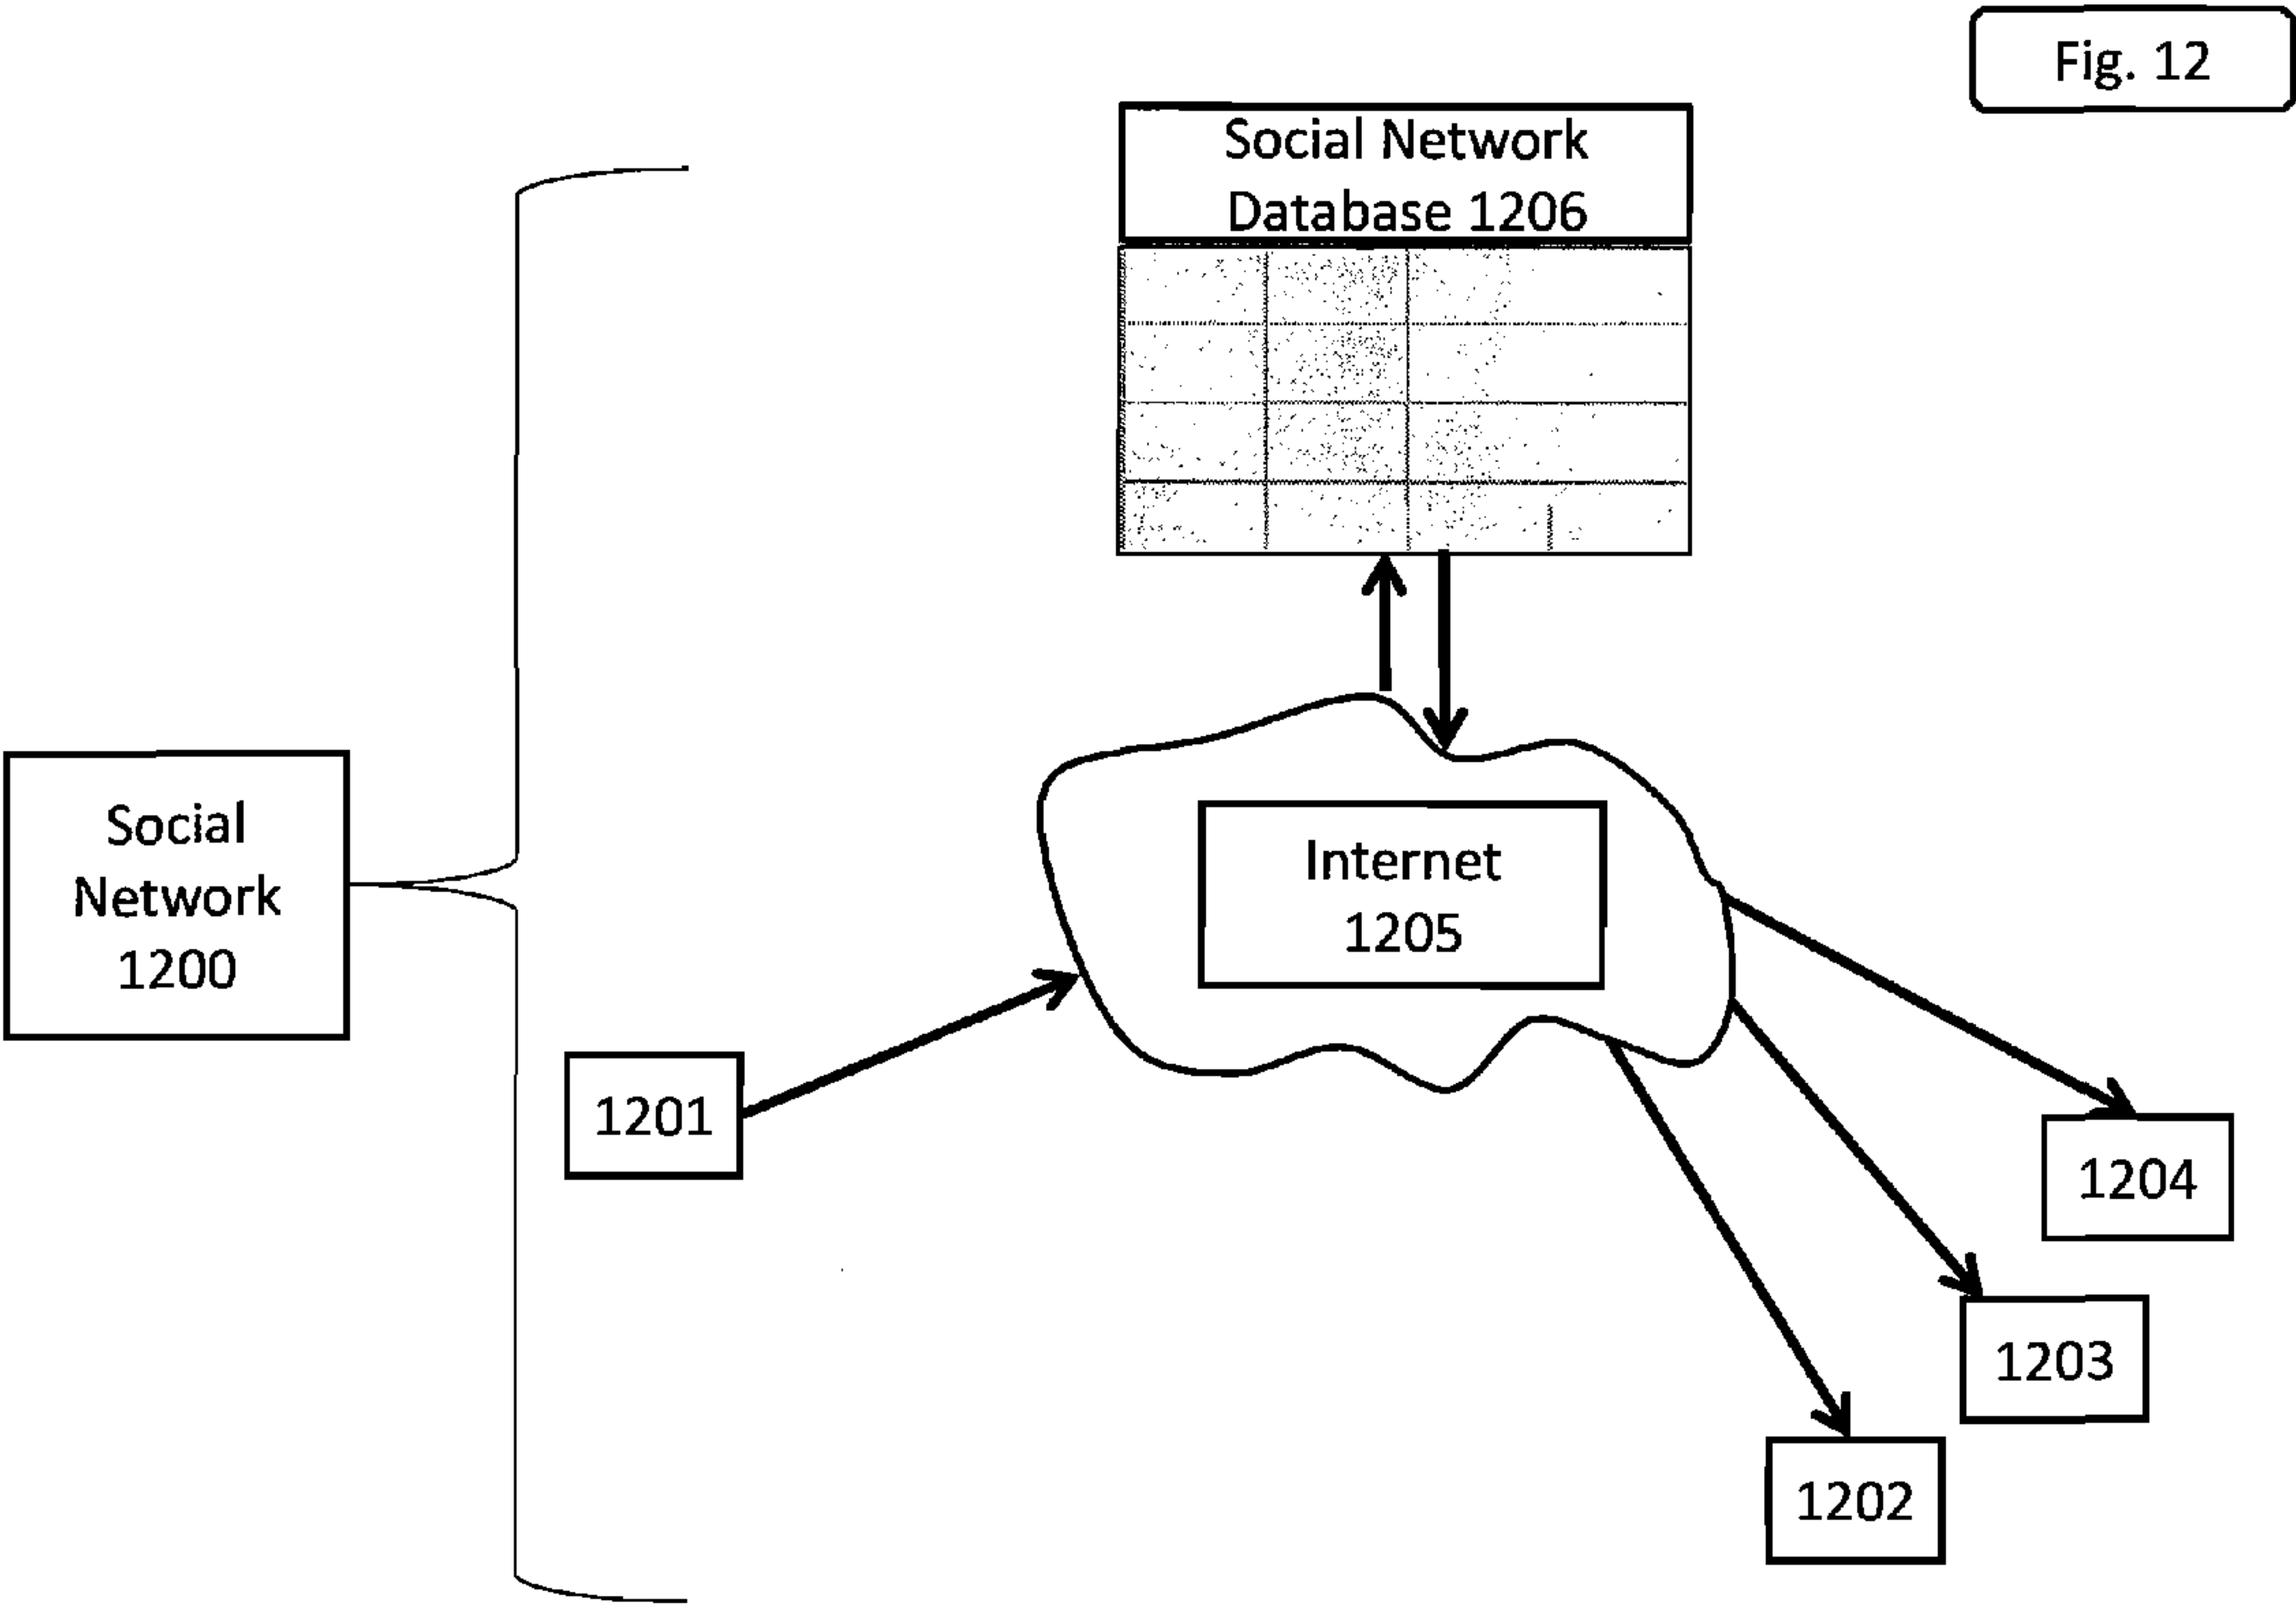 Fig. 12
Social Network
Database 1206
Social
Network
1200
Internet
1205
1201
1204
1203
1202